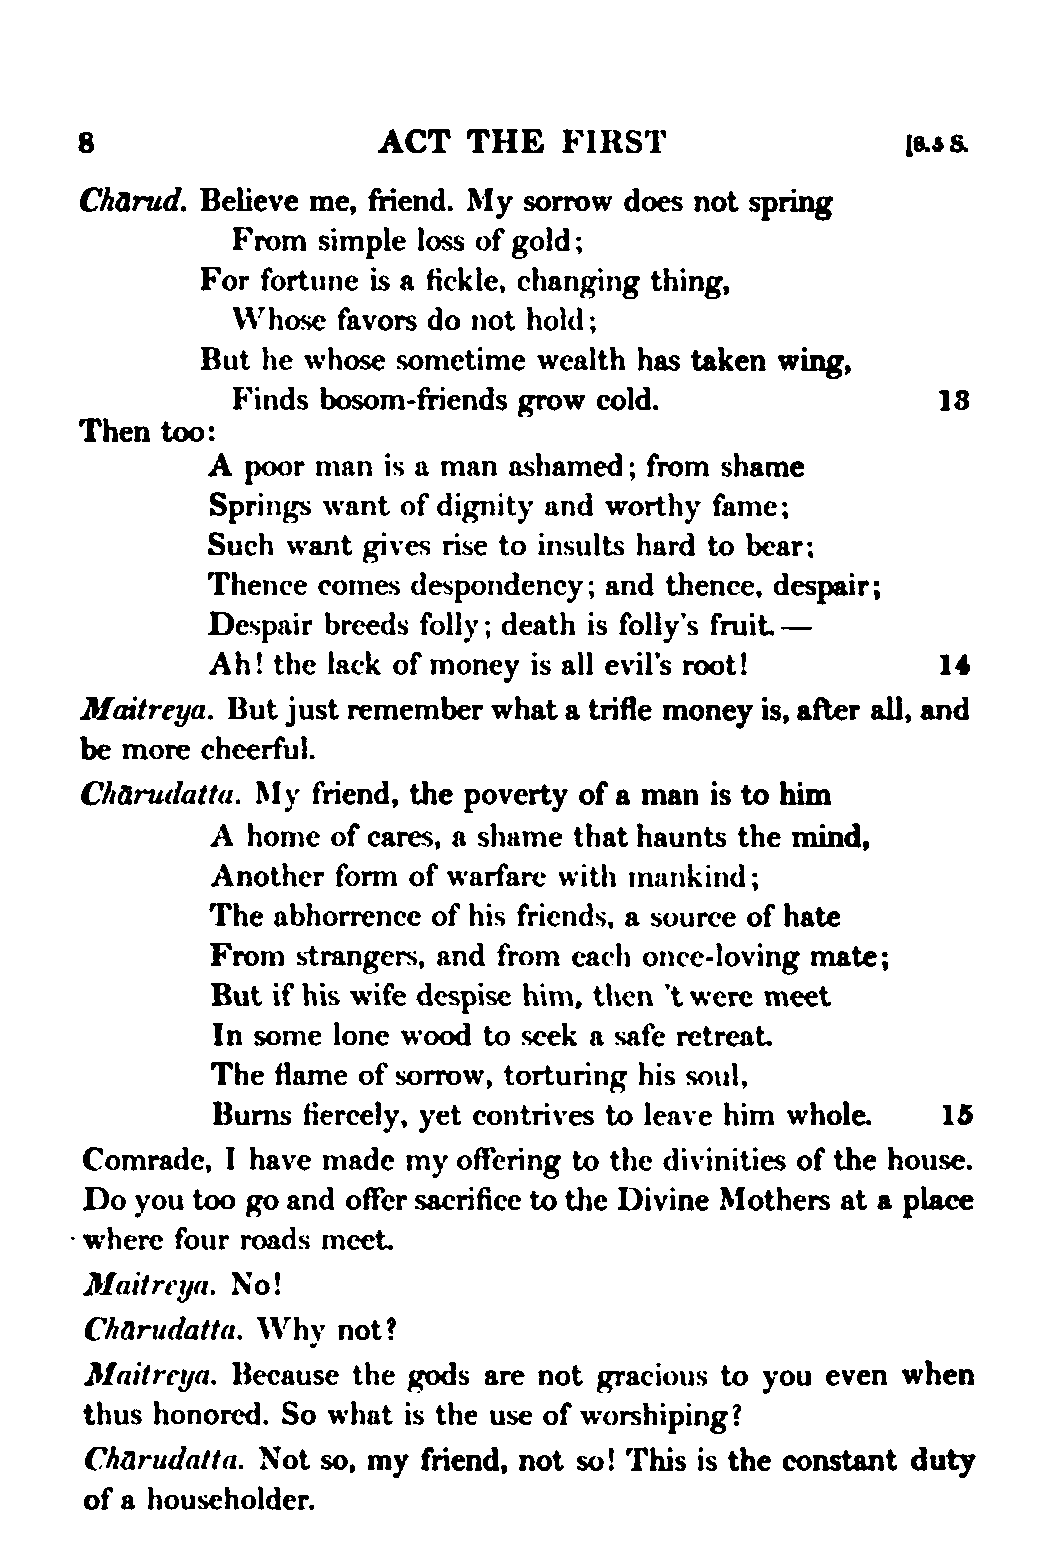 8 ACT THE FIRST [8.5 S.
Chārud. Believe me, friend. My sorrow does not spring
From simple loss of gold;
For fortune is a fickle, changing thing,
Whose favors do not hold;
But he whose sometime wealth has taken wing,
Finds bosom-friends grow cold. 13
Then too:
A poor man is a man ashamed; from shame
Springs want of dignity and worthy fame;
Such want gives rise to insults hard to bear;
Thence comes despondency; and thence, despair;
Despair breeds folly; death is folly's fruit.—
Ah! the lack of money is all evil's root! 14
Maitreya. But just remember what a trifle money is, after all, and
be more cheerful.
Chārudatta. My friend, the poverty of a man is to him
A home of cares, a shame that haunts the mind,
Another form of warfare with mankind;
The abhorrence of his friends, a source of hate
From strangers, and from each once-loving mate;
But if his wife despise him, then 't were meet
In some lone wood to seek a safe retreat.
The flame of sorrow, torturing his soul,
Burns fiercely, yet contrives to leave him whole. 15
Comrade, I have made my offering to the divinities of the house.
Do you too go and offer sacrifice to the Divine Mothers at a place
where four roads meet.
Maitreya. No!
Chārudatta. Why not?
Maitreya. Because the gods are not gracious to you even when
thus honored. So what is the use of worshiping?
Chārudatta. Not so, my friend, not so! This is the constant duty
of a householder.